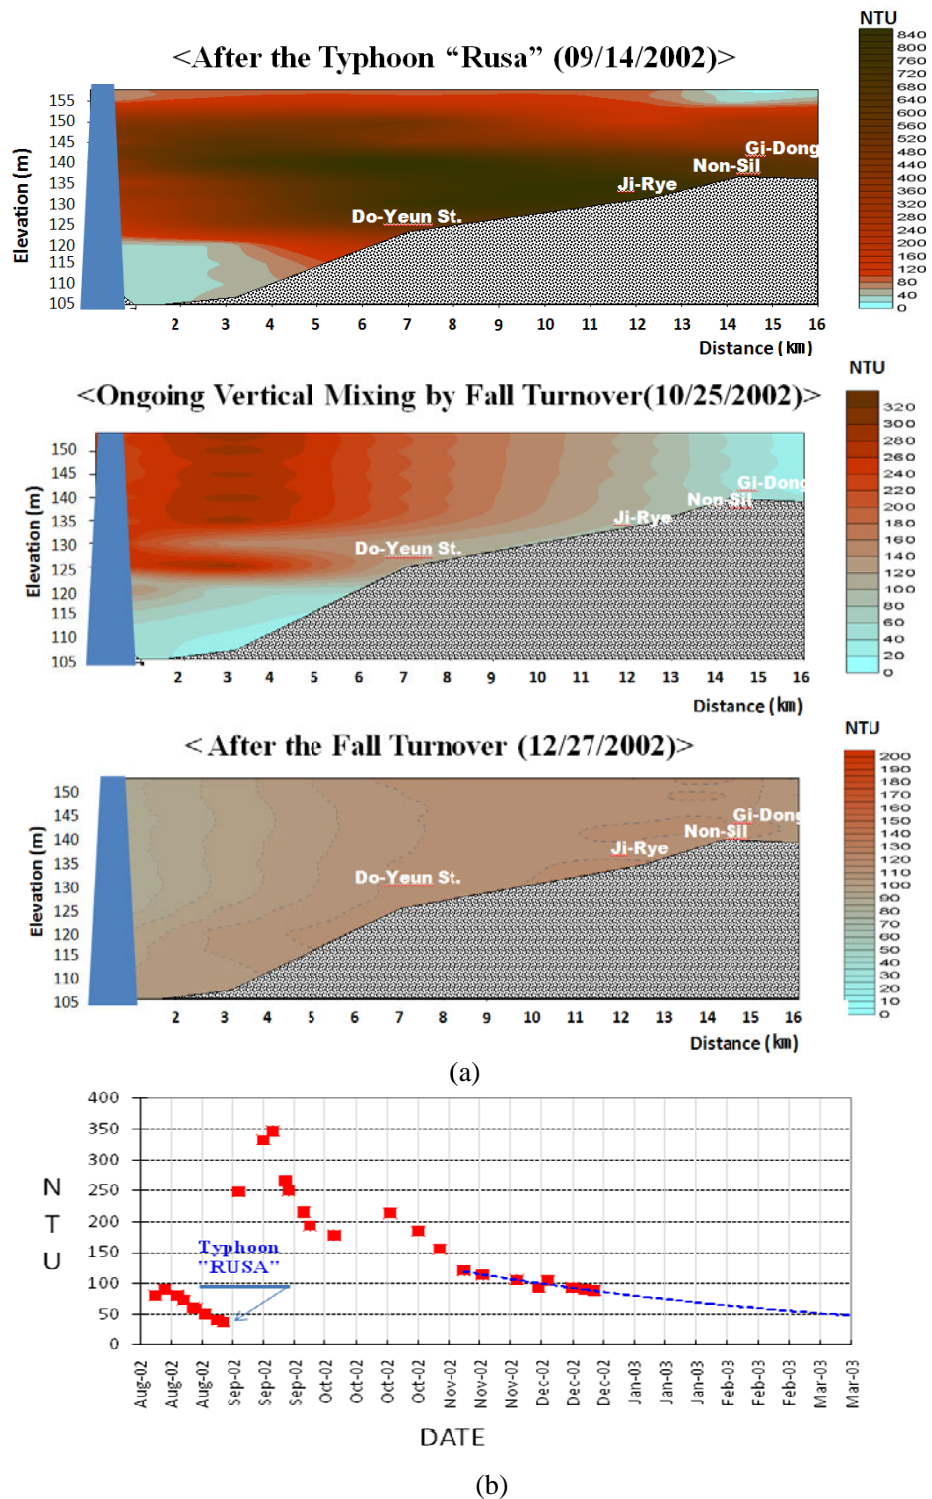 NTU
<After the Typhoon “Rusa” (09/14/2002)>
840
800
760
720
680
640
600
560
520
480
440
400
360
320
280
240
200
160
120
80
40
0
Elevation (m)
155
150
145
140
135
130
125
120
115
110
105
Gi-Dong
Non-Sil
Ji-Rye
Do-Yeun St.
2 3 4 5 6 7 8 9 10 11 12 13 14 15 16
Distance (km)
NTU
<Ongoing Vertical Mixing by Fall Turnover(10/25/2002)>
320
300
280
260
240
220
200
180
160
140
120
100
80
60
40
20
0
Elevation (m)
150
145
140
135
130
125
120
115
110
105
Gi-Dong
Non-Sil
Ji-Rye
Do-Yeun St.
2 3 4 5 6 7 8 9 10 11 12 13 14 15 16
Distance (km)
NTU
< After the Fall Turnover (12/27/2002)>
200
190
180
170
160
150
140
130
120
110
100
90
80
70
60
50
40
30
20
10
0
Elevation (m)
150
145
140
135
130
125
120
115
110
105
Gi-Dong
Non-Sil
Ji-Rye
Do-Yeun St.
2 3 4 5 6 7 8 9 10 11 12 13 14 15 16
Distance (km)
(a)
400
350
300
250
200
150
100
50
0
N
T
U
Typhoon
"RUSA"
Aug-02 Aug-02 Aug-02 Sep-02 Sep-02 Sep-02 Oct-02 Oct-02 Oct-02 Oct-02 Nov-02 Nov-02 Nov-02 Dec-02 Dec-02 Dec-02 Jan-03 Jan-03 Jan-03 Feb-03 Feb-03 Feb-03 Mar-03 Mar-03
DATE
(b)